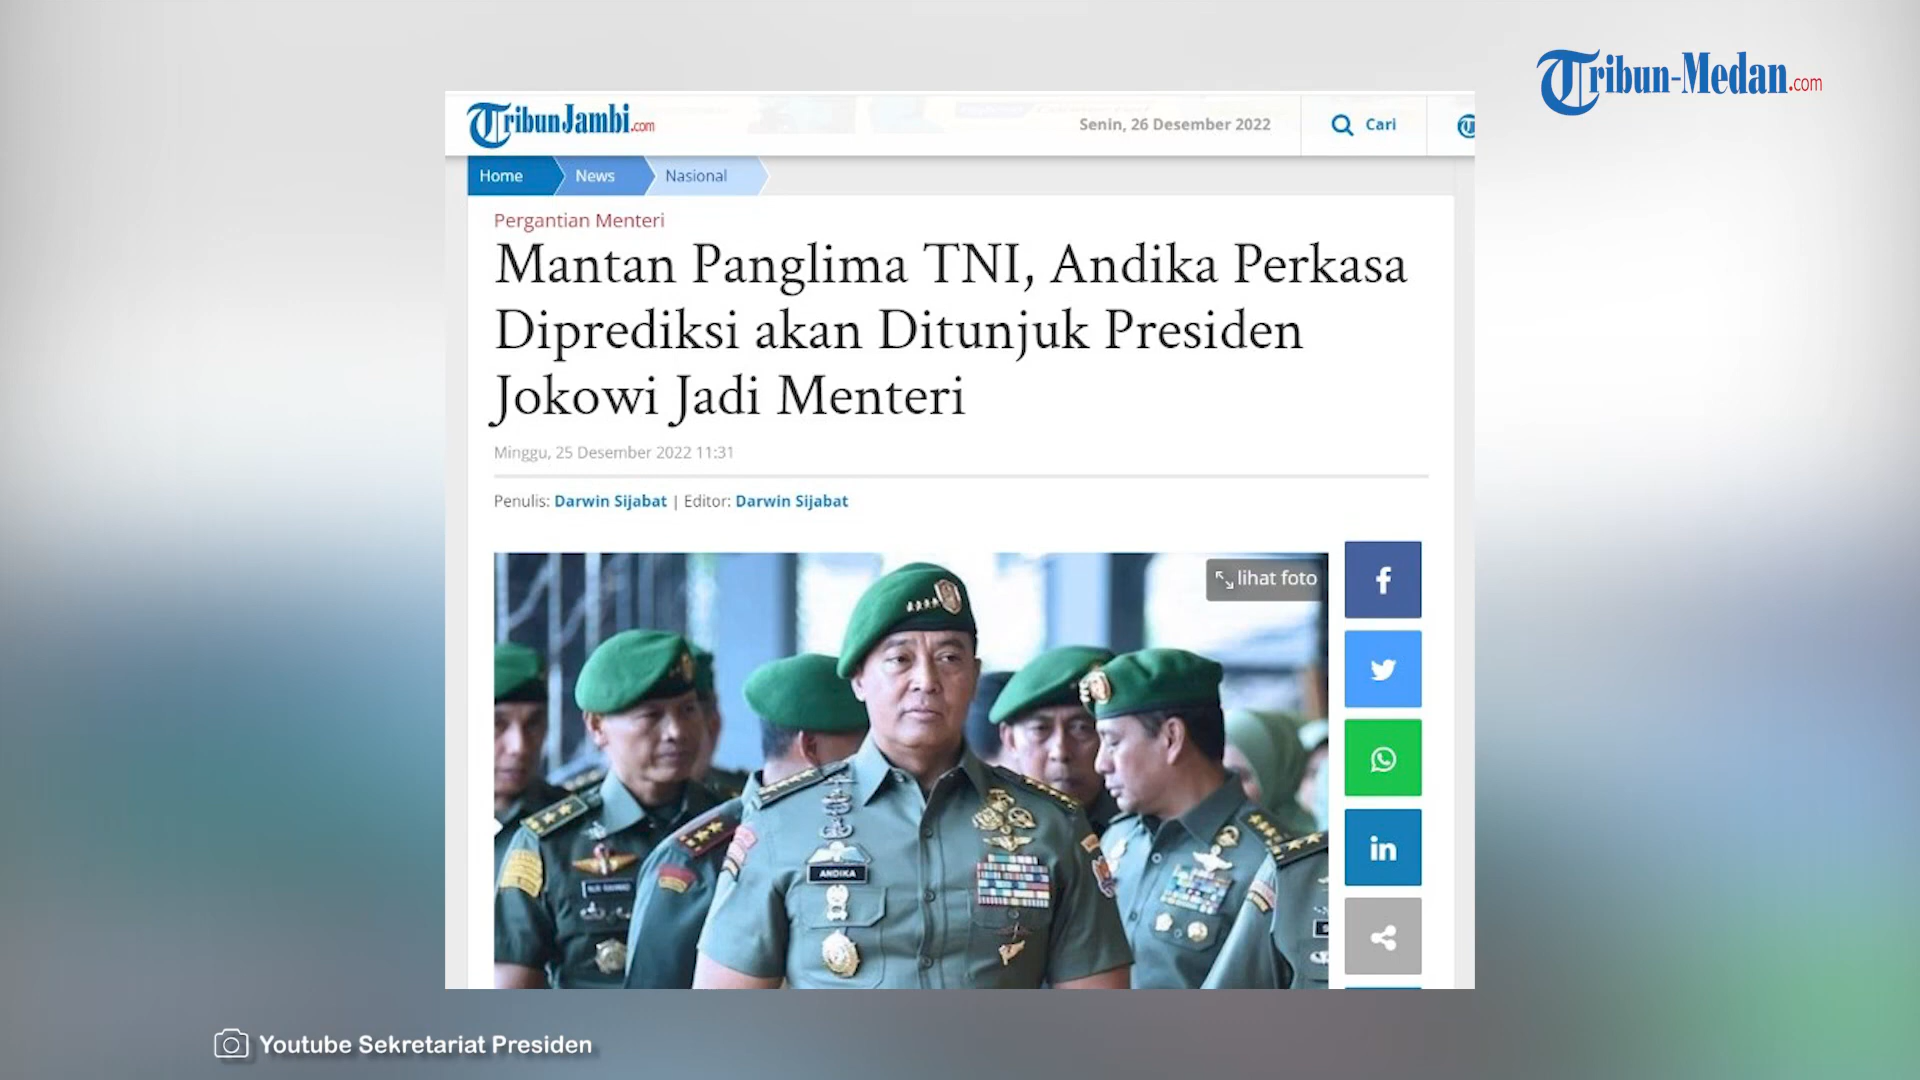 Tribun-Medan.com
TribunJambi.com
Senin, 26 Desember 2022
Cari
Home
News
Nasional
Pergantian Menteri
Mantan Panglima TNI, Andika Perkasa
Diprediksi akan Ditunjuk Presiden
Jokowi Jadi Menteri
Minggu, 25 Desember 2022 11:31
Penulis: Darwin Sijabat | Editor: Darwin Sijabat
lihat foto
ANDIKA
Youtube Sekretariat Presiden